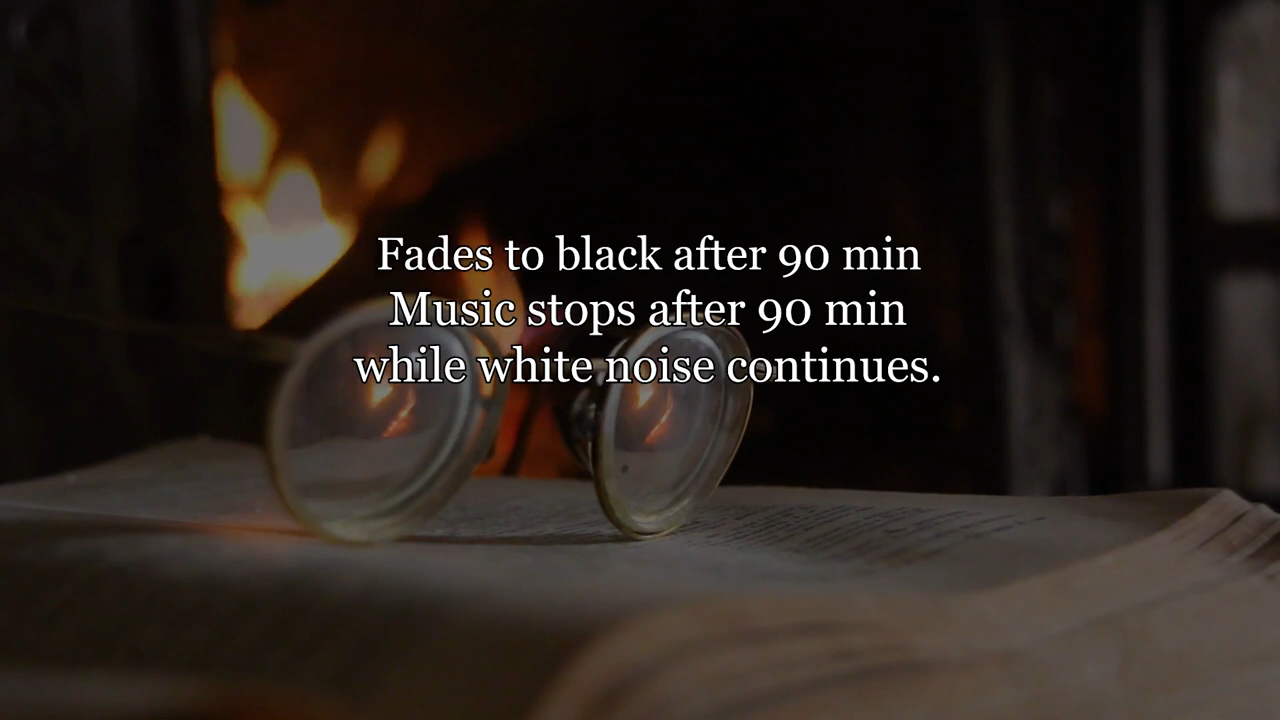 Fades to black after 90 min
Music stops after 90 min
while white noise continues.